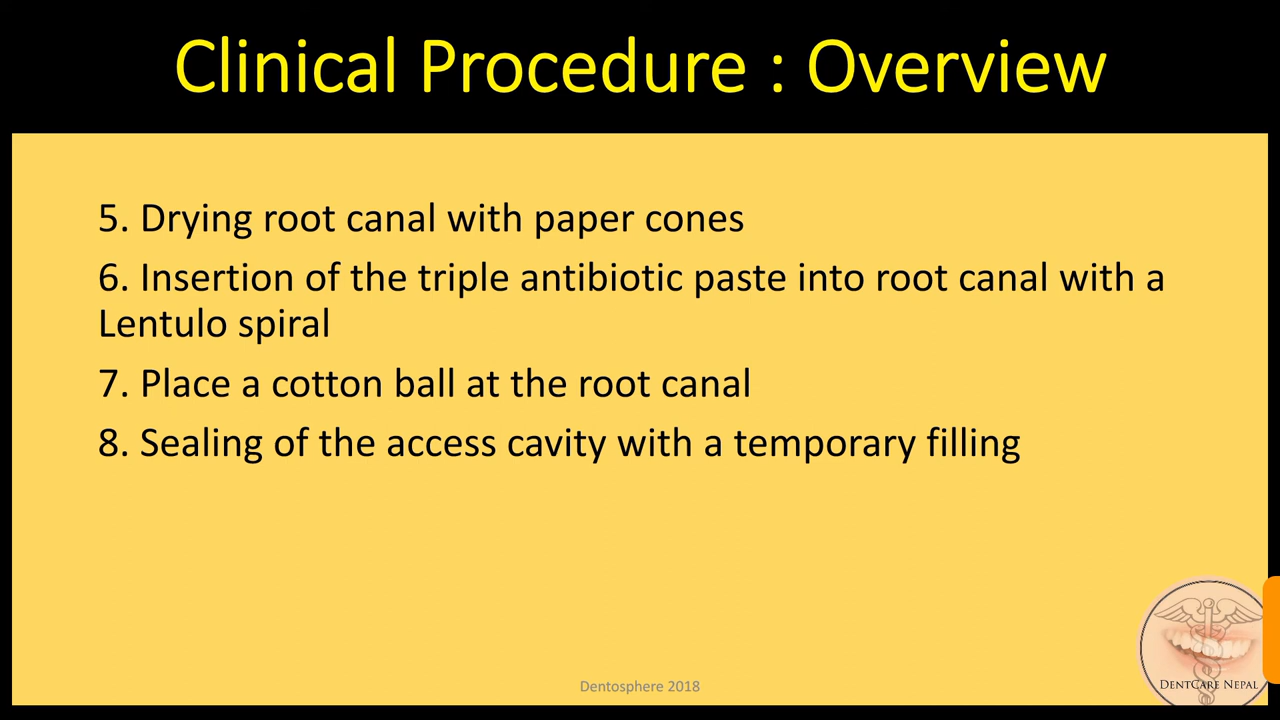 Clinical Procedure : Overview
5. Drying root canal with paper cones
6. Insertion of the triple antibiotic paste into root canal with a
Lentulo spiral
7. Place a cotton ball at the root canal
8. Sealing of the access cavity with a temporary filling
Dentosphere 2018
DENTCARE NEPAL